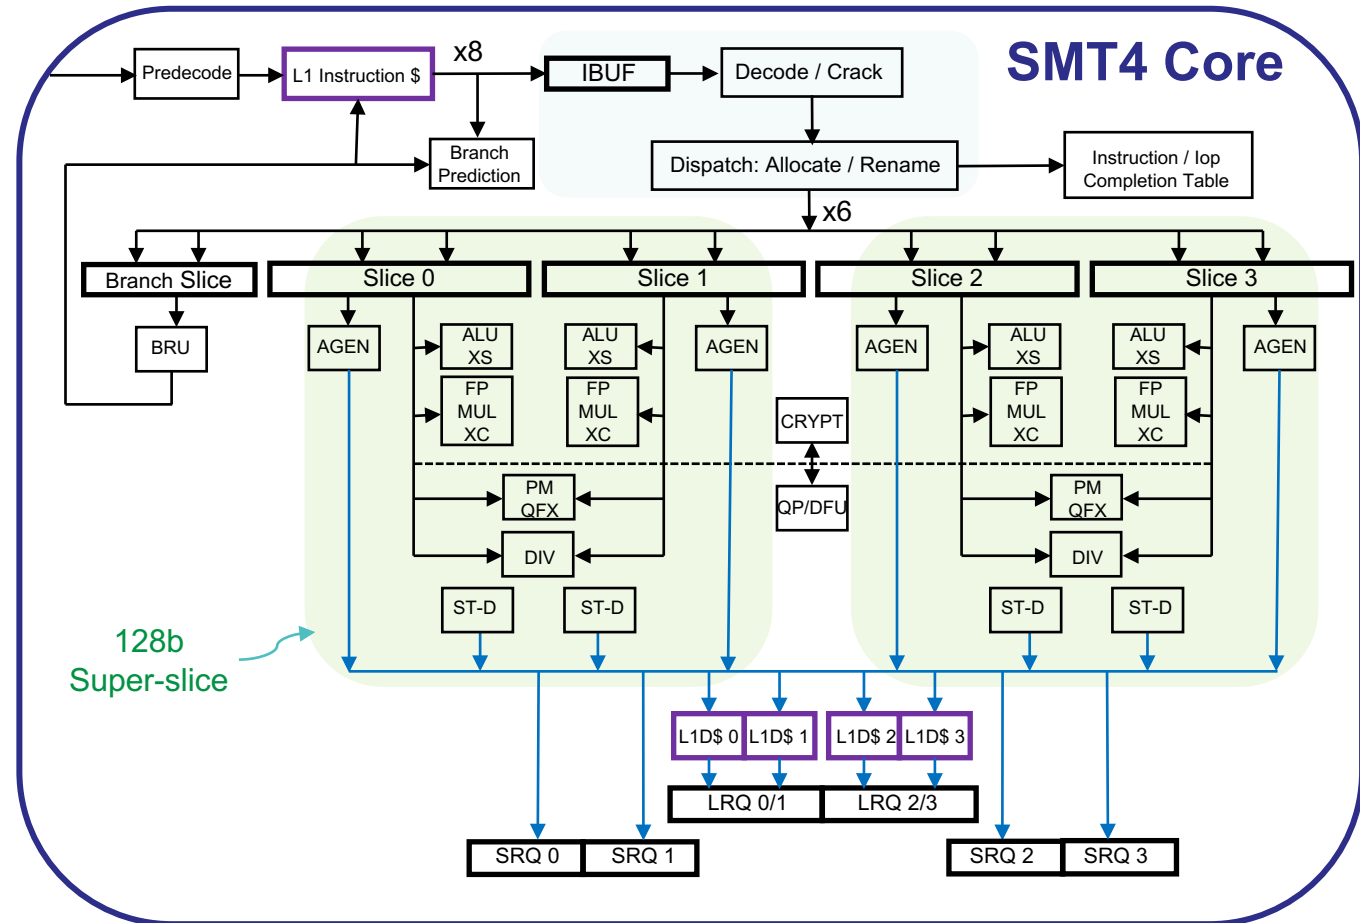 SMT4 Core
Predecode
L1 Instruction $
x8
IBUF
Decode / Crack
Branch
Prediction
Dispatch: Allocate / Rename
Instruction / Iop
Completion Table
x6
Branch Slice
Slice 0
Slice 1
Slice 2
Slice 3
BRU
AGEN
ALU
XS
ALU
XS
AGEN
AGEN
ALU
XS
ALU
XS
AGEN
FP
MUL
XC
FP
MUL
XC
CRYPT
FP
MUL
XC
FP
MUL
XC
PM
QFX
QP/DFU
PM
QFX
DIV
DIV
ST-D
ST-D
ST-D
ST-D
128b
Super-slice
L1D$ 0
L1D$ 1
L1D$ 2
L1D$ 3
LRQ 0/1
LRQ 2/3
SRQ 0
SRQ 1
SRQ 2
SRQ 3